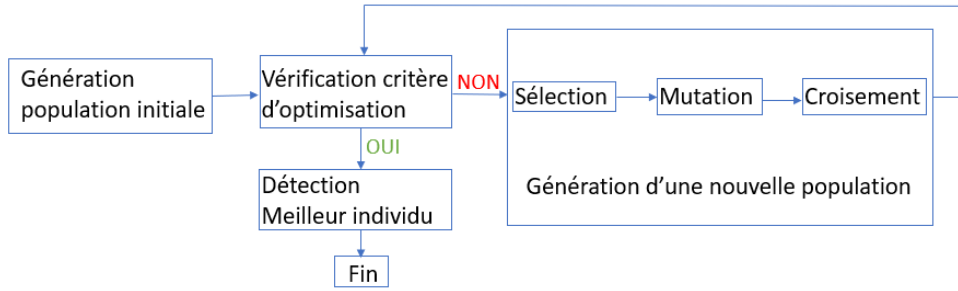 Génération
population initiale
Vérification critère
d'optimisation
NON
Sélection
Mutation
Croisement
Génération d'une nouvelle population
OUI
Détection
Meilleur individu
Fin